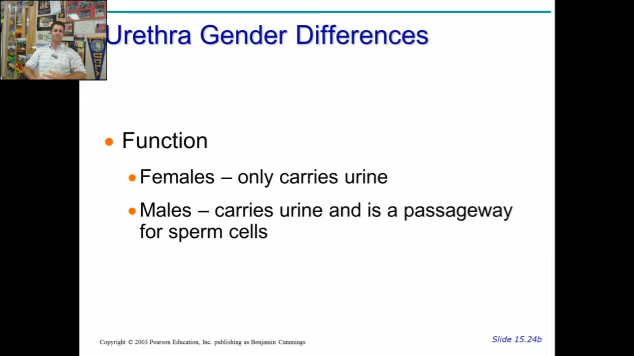 Urethra Gender Differences
• Function
• Females – only carries urine
• Males – carries urine and is a passageway
for sperm cells
Copyright © 2003 Pearson Education, Inc. publishing as Benjamin Cummings
Slide 15.24b